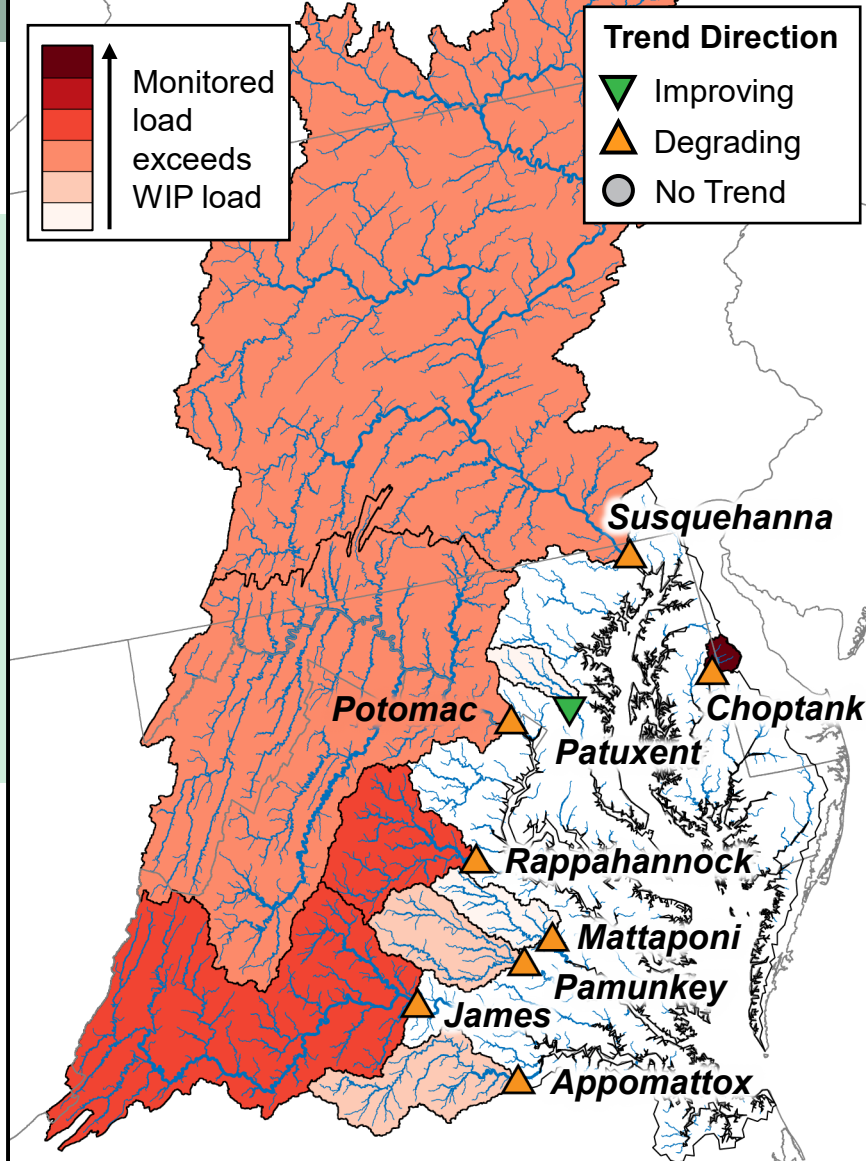 Monitored
load
exceeds
WIP load
Trend Direction
Improving
Degrading
No Trend
Susquehanna
Choptank
Potomac
Patuxent
Rappahannock
Mattaponi
Pamunkey
James
Appomattox